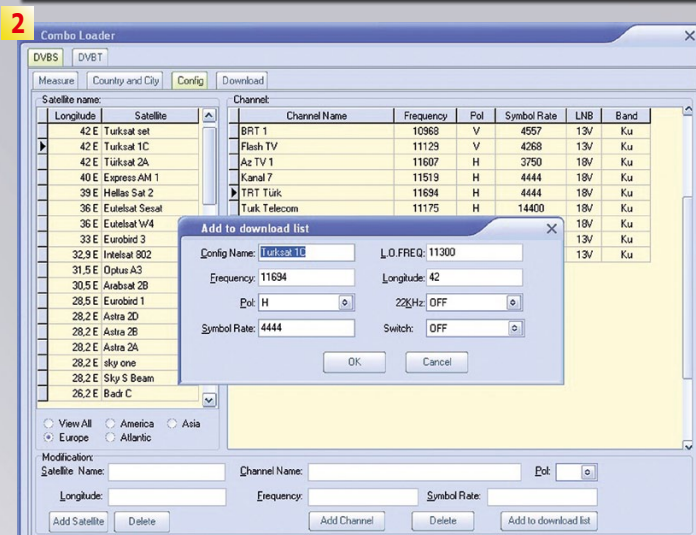 2
Combo Loader
DVBS DVBT
Measure Country and City Config Download
Satellite name:
Longitude Satellite
42 E Turksat set
42 E Turksat 1C
42 E Türksat 2A
40 E Express AM 1
39 E Hellas Sat 2
36 E Eutelsat Sesat
36 E Eutelsat W4
33 E Eurobird 3
32,9 E Intelsat 802
31,5 E Optus A3
30,5 E Arabsat 2B
28,5 E Eurobird 1
28,2 E Astra 2D
28,2 E Astra 2B
28,2 E Astra 2A
28,2 E sky one
28,2 E Sky S Beam
26,2 E Badr C
View All America Asia
Europe Atlantic
Channel:
Channel Name Frequency Pol Symbol Rate LNB Band
BRT 1 10968 V 4557 13V Ku
Flash TV 11129 V 4268 13V Ku
Az TV 1 11607 H 3750 18V Ku
Kanal 7 11519 H 4444 18V Ku
TRT Türk 11694 H 4444 18V Ku
Turk Telecom 11175 H 14400 18V Ku
18V Ku
13V Ku
13V Ku
Add to download list
Config Name: Turksat 1C L.O.FREQ: 11300
Frequency: 11694 Longitude: 42
Pol: H 22KHz: OFF
Symbol Rate: 4444 Switch: OFF
OK Cancel
Modification:
Satellite Name: Channel Name: Pol:
Longitude: Frequency: Symbol Rate:
Add Satellite Delete Add Channel Delete Add to download list